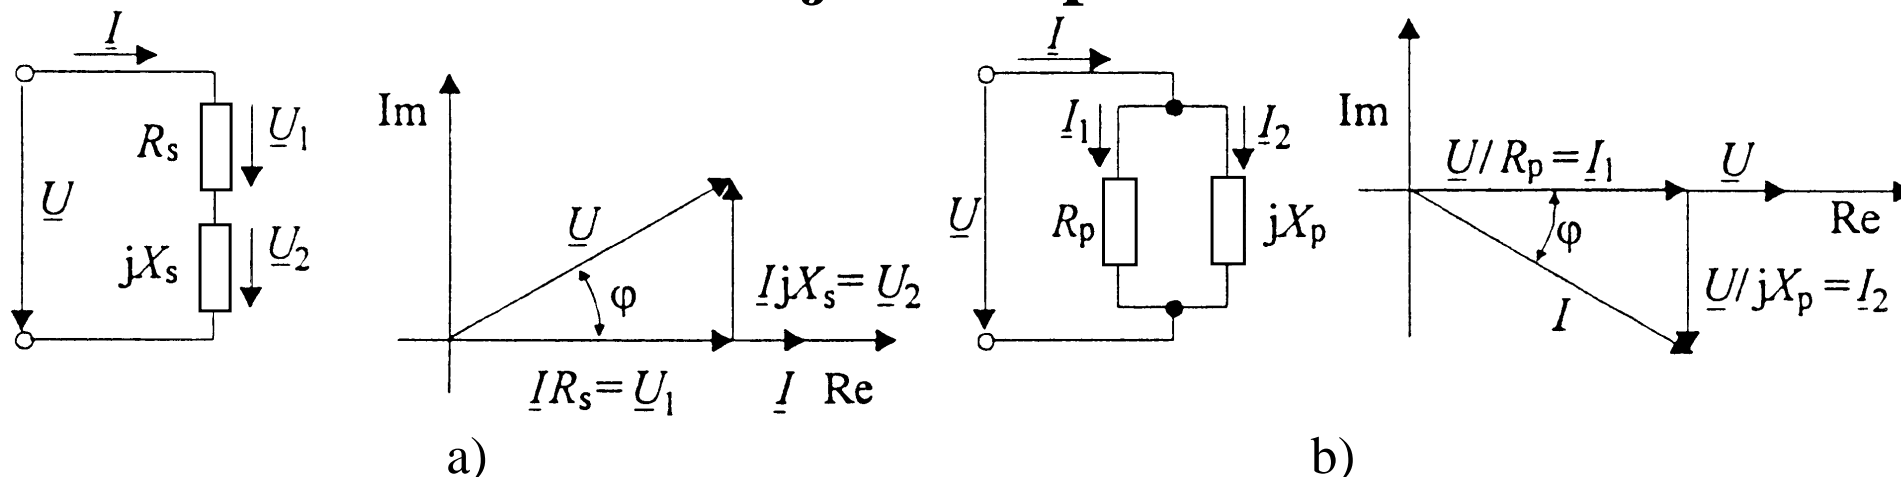 I
U
R_s
U_1
jX_s
U_2
Im
U
φ
I jX_s = U_2
I R_s = U_1
I Re
a)
I
I_1
I_2
U
R_p
jX_p
Im
U / R_p = I_1
U
Re
φ
I
U / jX_p = I_2
b)